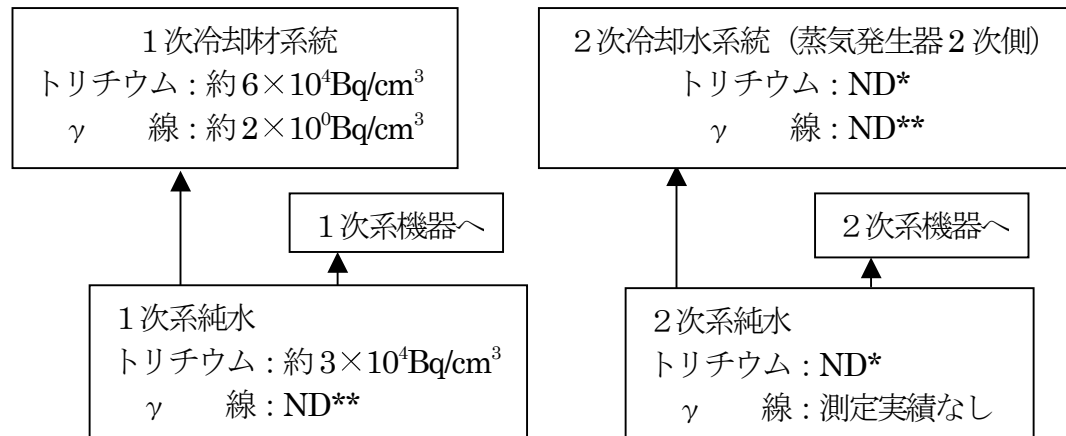 １次冷却材系統
トリチウム：約6×10⁴Bq/cm³
γ　　線：約2×10⁰Bq/cm³
２次冷却水系統（蒸気発生器2次側）
トリチウム：ND*
γ　　線：ND**
１次系機器へ
２次系機器へ
１次系純水
トリチウム：約3×10⁴Bq/cm³
γ　　線：ND**
２次系純水
トリチウム：ND*
γ　　線：測定実績なし